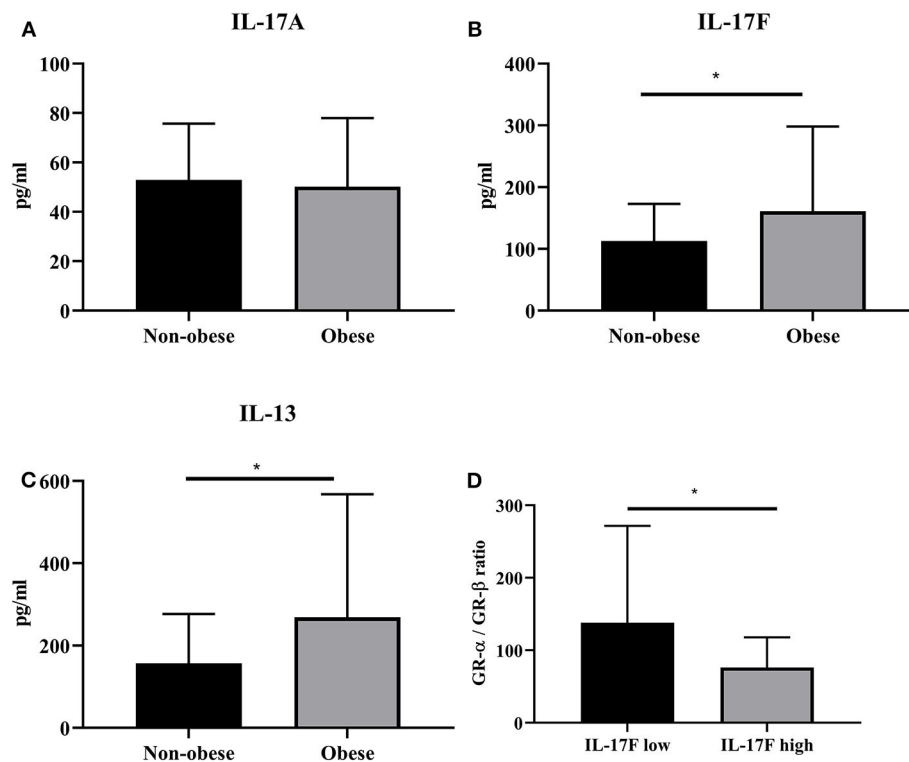 A
IL-17A
pg/ml
100
80
60
40
20
0
Non-obese Obese
B
IL-17F
*
pg/ml
400
300
200
100
0
Non-obese Obese
C
IL-13
*
pg/ml
600
400
200
0
Non-obese Obese
D
*
GR-α / GR-β ratio
300
200
100
0
IL-17F low IL-17F high